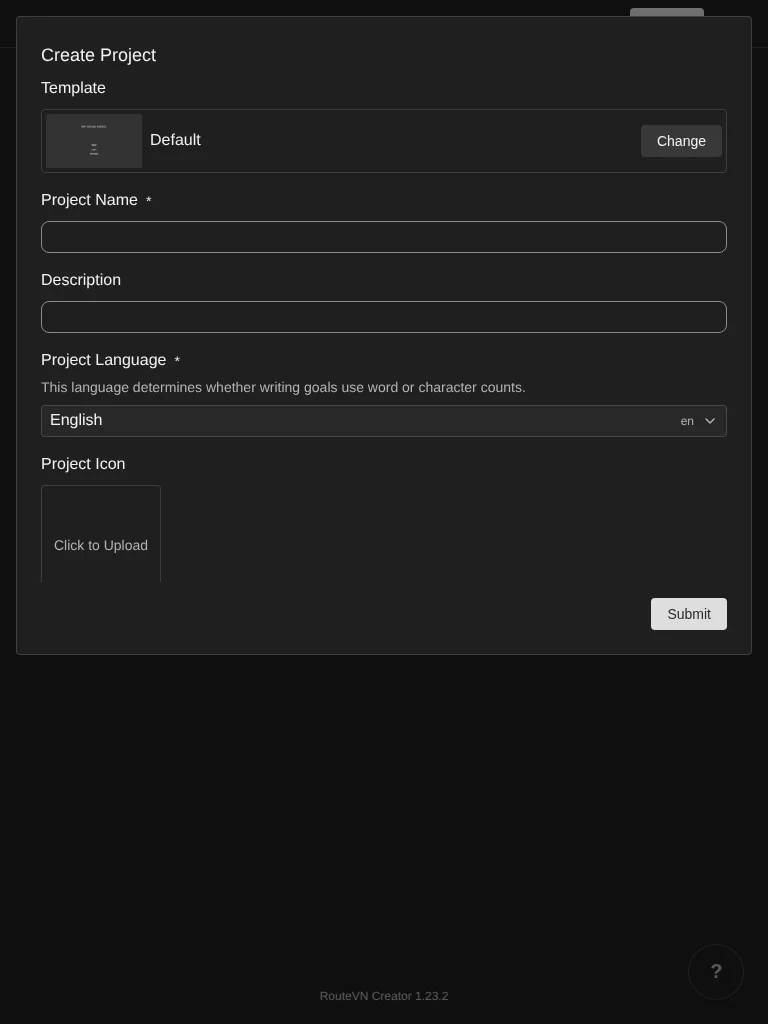 Create Project
Template
Default
Change
Project Name *
Description
Project Language *
This language determines whether writing goals use word or character counts.
English
en
Project Icon
Click to Upload
Submit
?
RouteVN Creator 1.23.2